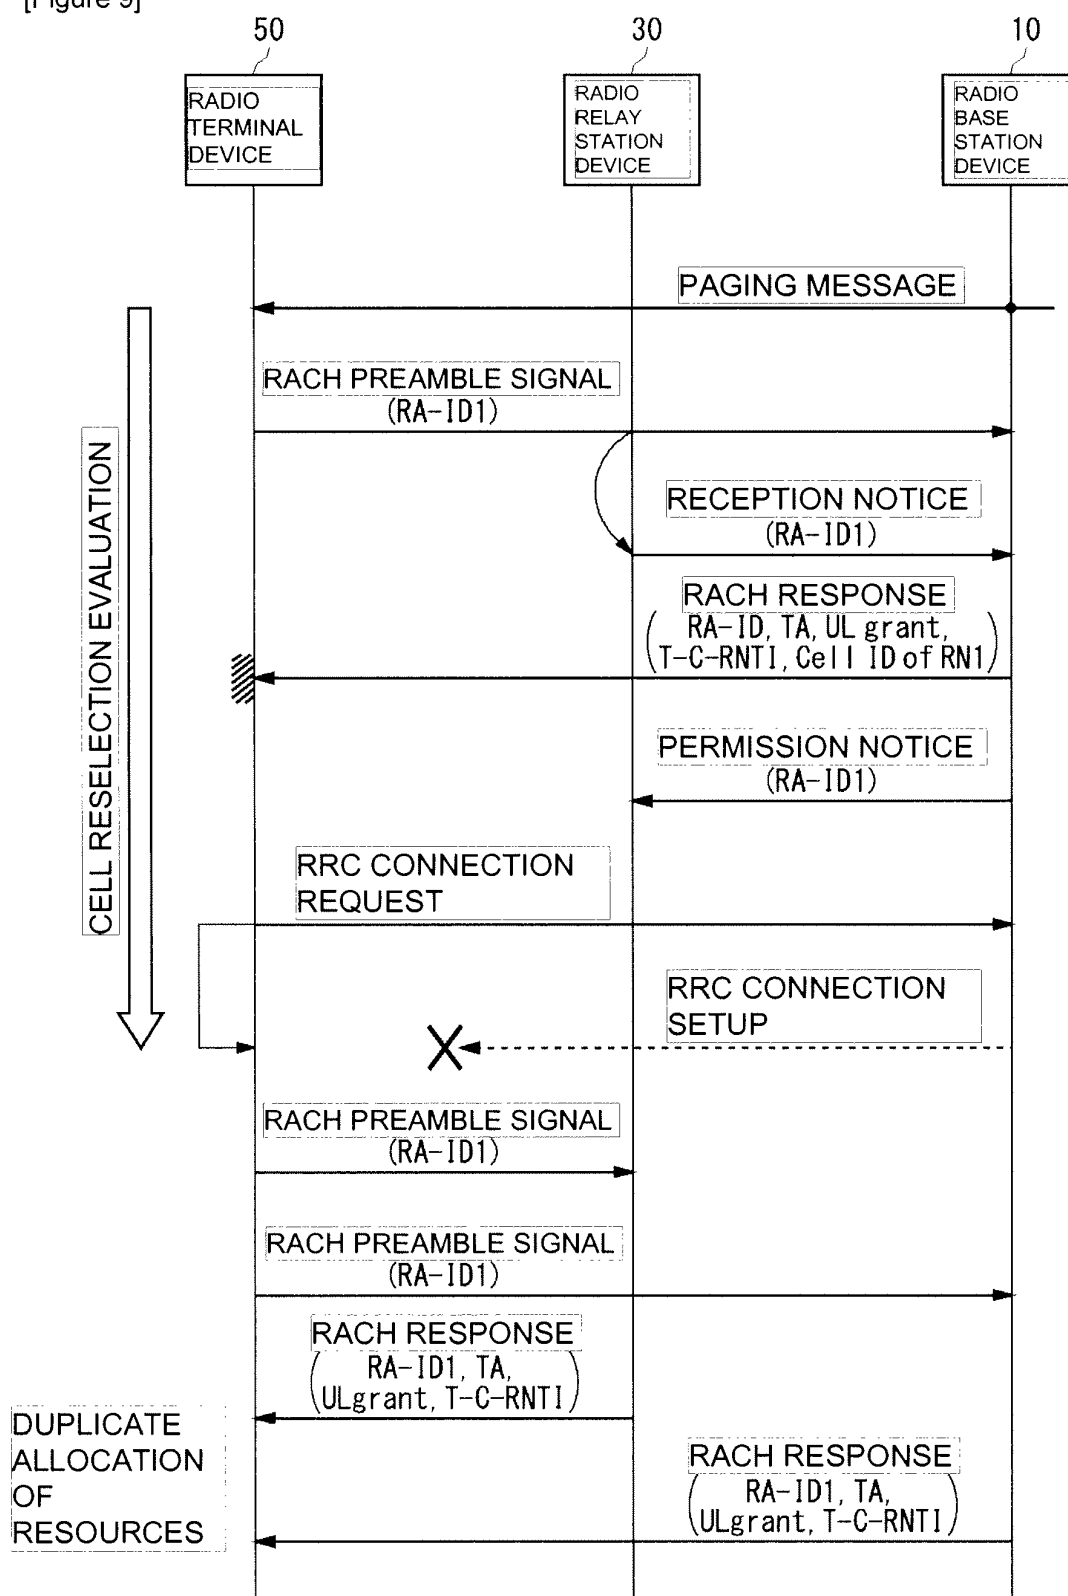 [Figure 9]
50
30
10
RADIO
TERMINAL
DEVICE
RADIO
RELAY
STATION
DEVICE
RADIO
BASE
STATION
DEVICE
PAGING MESSAGE
RACH PREAMBLE SIGNAL
(RA-ID1)
CELL RESELECTION EVALUATION
RECEPTION NOTICE
(RA-ID1)
RACH RESPONSE
(RA-ID, TA, UL grant,
T-C-RNTI, Cell ID of RN1)
PERMISSION NOTICE
(RA-ID1)
RRC CONNECTION
REQUEST
RRC CONNECTION
SETUP
RACH PREAMBLE SIGNAL
(RA-ID1)
RACH PREAMBLE SIGNAL
(RA-ID1)
RACH RESPONSE
(RA-ID1, TA,
ULgrant, T-C-RNTI)
DUPLICATE
ALLOCATION
OF
RESOURCES
RACH RESPONSE
(RA-ID1, TA,
ULgrant, T-C-RNTI)